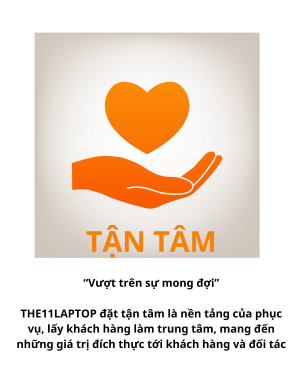 TẬN TÂM
“Vượt trên sự mong đợi”
THE11LAPTOP đặt tận tâm là nền tảng của phục
vụ, lấy khách hàng làm trung tâm, mang đến
những giá trị đích thực tới khách hàng và đối tác